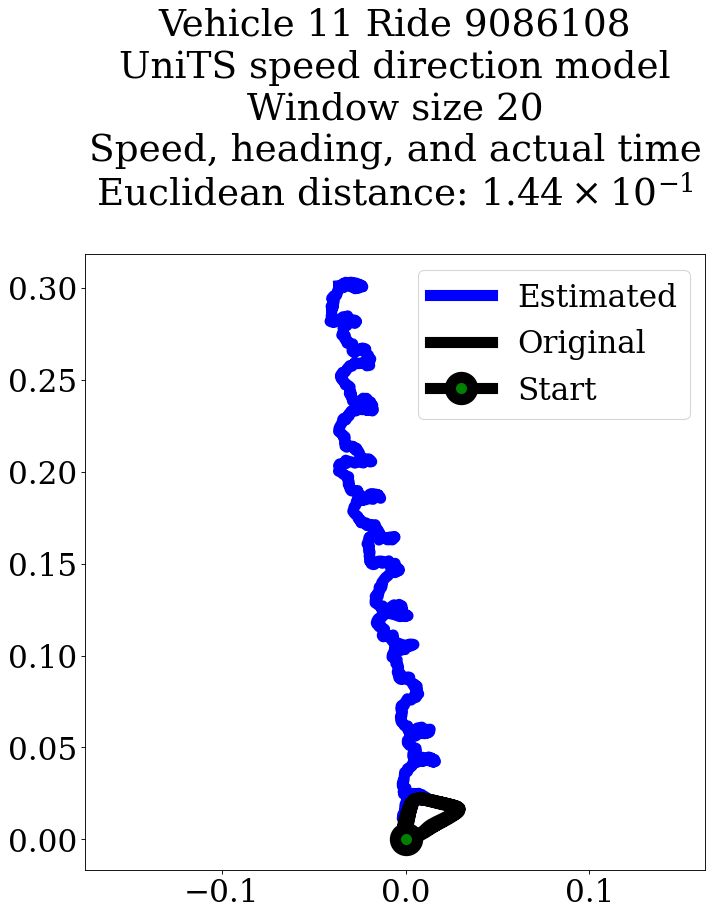 Vehicle 11 Ride 9086108
UniTS speed direction model
Window size 20
Speed, heading, and actual time
Euclidean distance: 1.44 × 10⁻¹
Estimated
Original
Start
0.30
0.25
0.20
0.15
0.10
0.05
0.00
−0.1 0.0 0.1